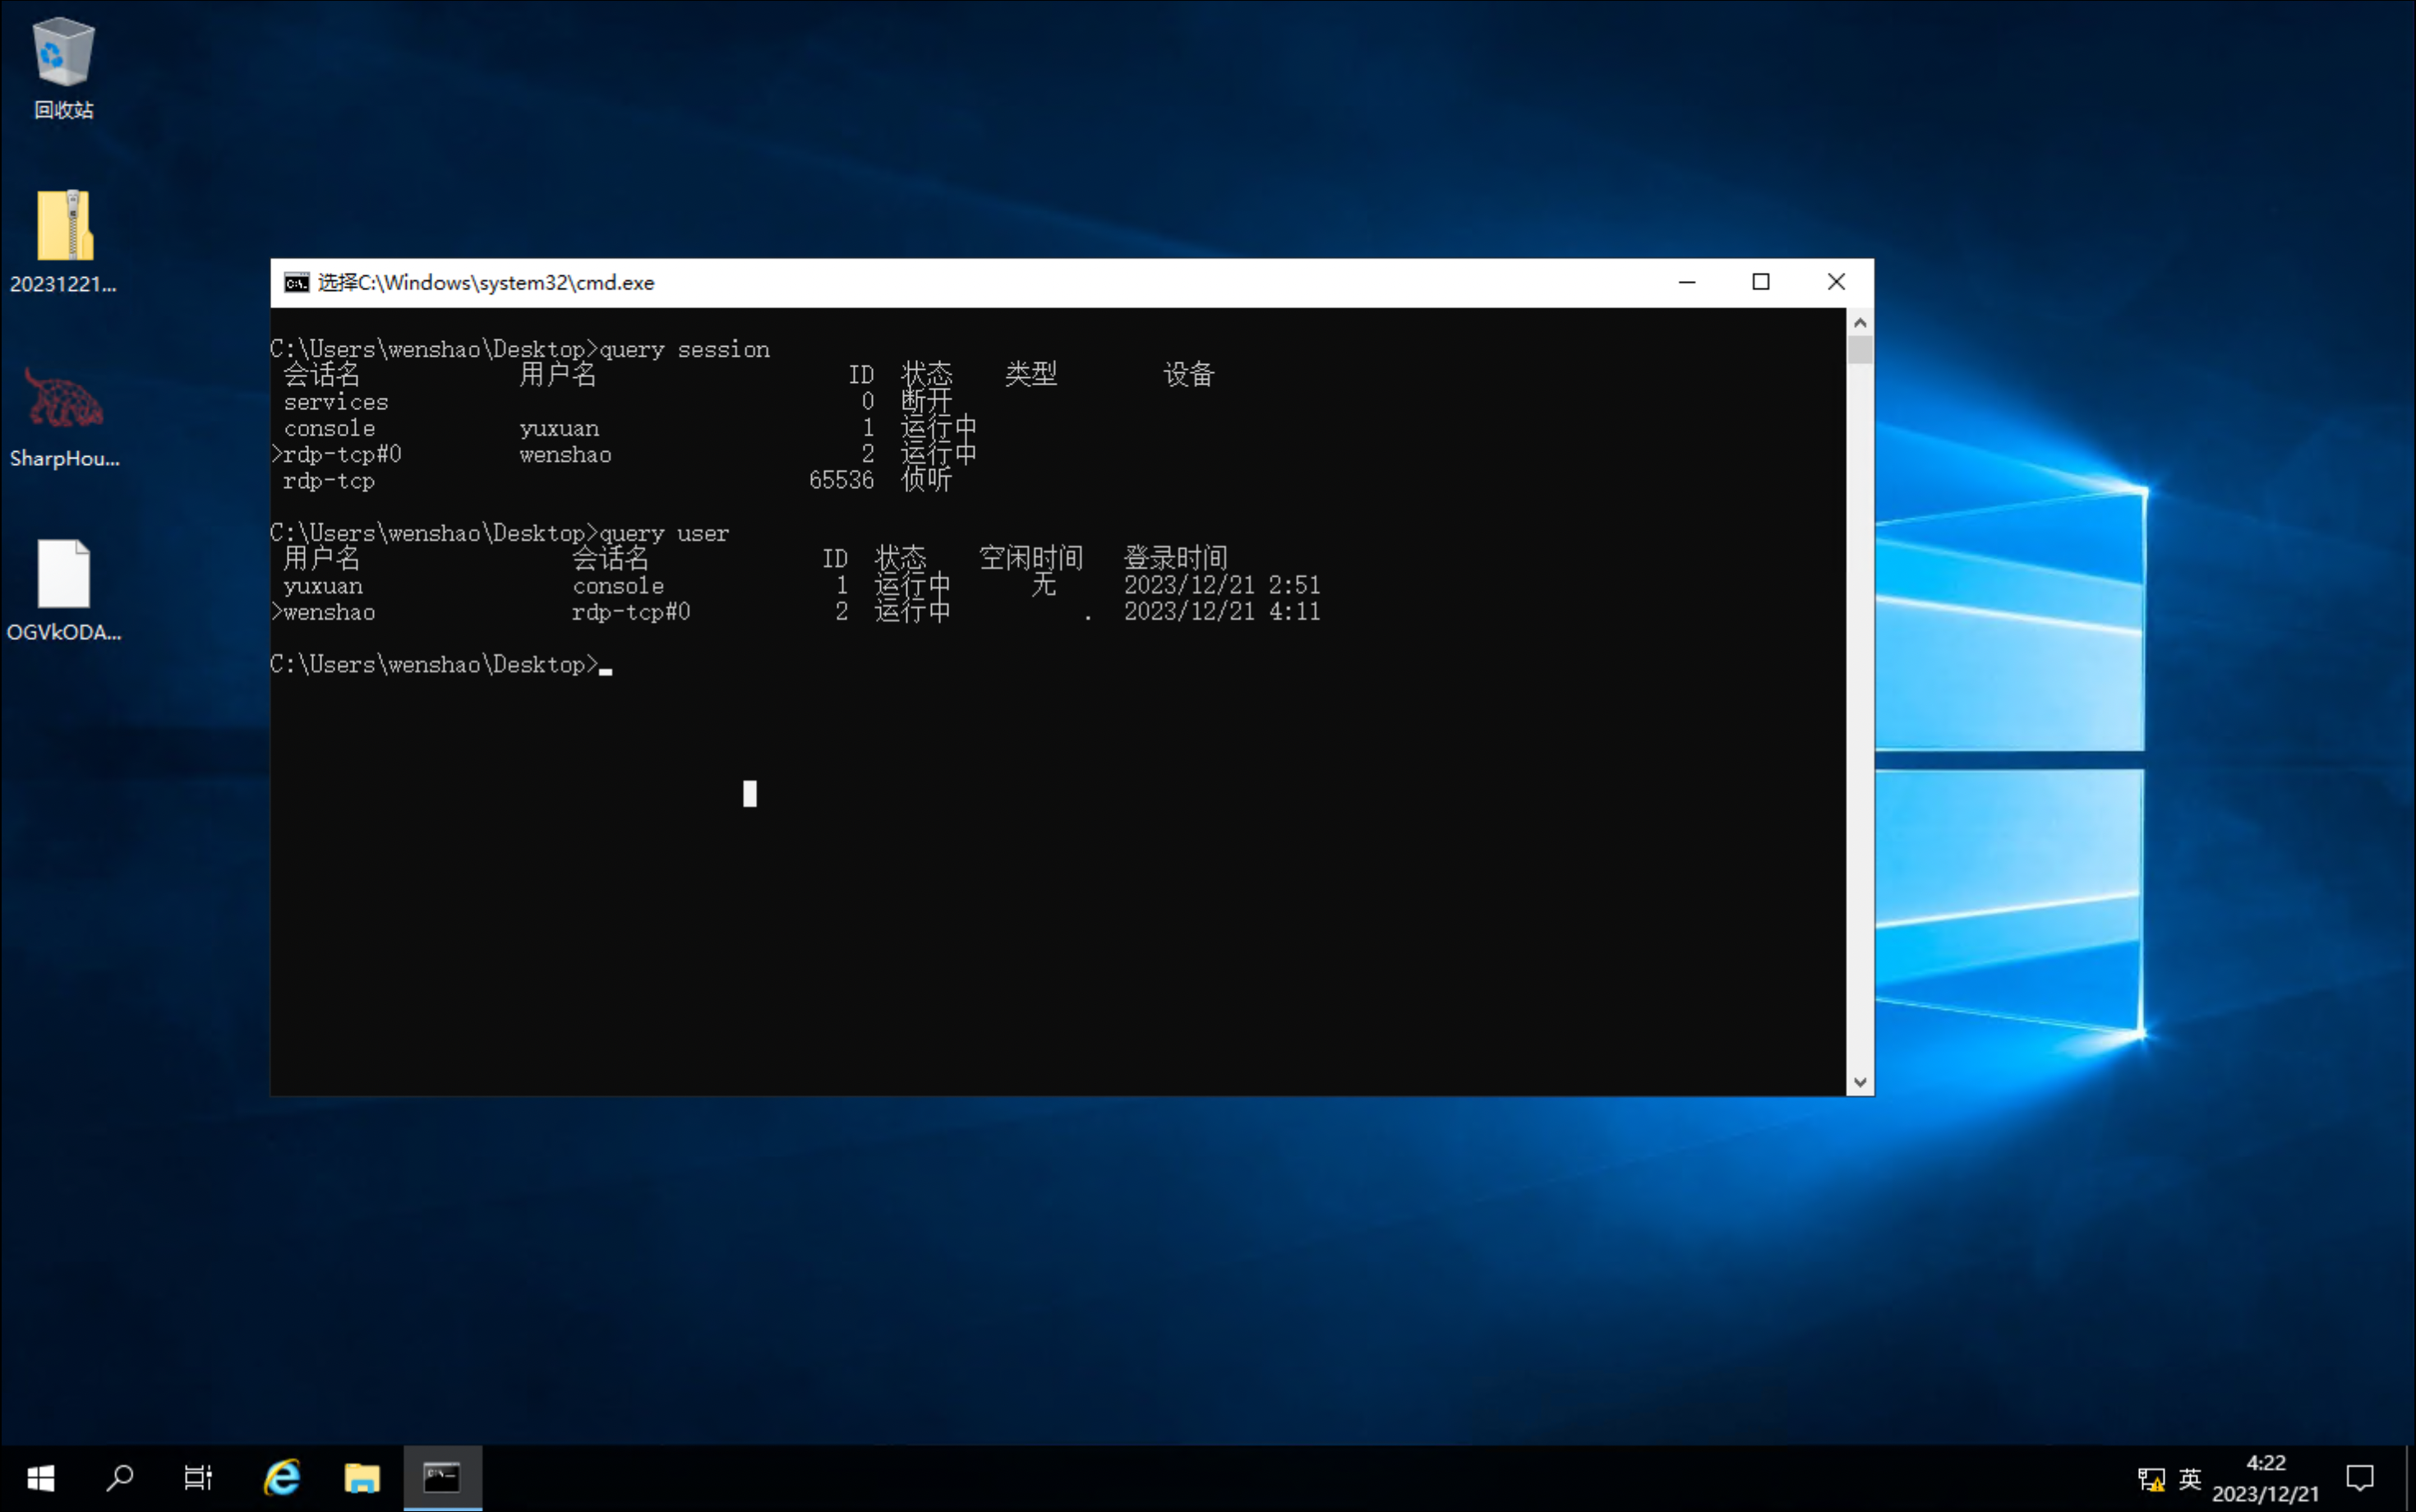 回收站
20231221...
SharpHou...
OGVkODA...
选择C:\Windows\system32\cmd.exe
C:\Users\wenshao\Desktop>query session
会话名 用户名 ID 状态 类型 设备
services 0 断开
console yuxuan 1 运行中
>rdp-tcp#0 wenshao 2 运行中
rdp-tcp 65536 侦听
C:\Users\wenshao\Desktop>query user
用户名 会话名 ID 状态 空闲时间 登录时间
yuxuan console 1 运行中 无 2023/12/21 2:51
>wenshao rdp-tcp#0 2 运行中 . 2023/12/21 4:11
C:\Users\wenshao\Desktop>
英
4:22
2023/12/21